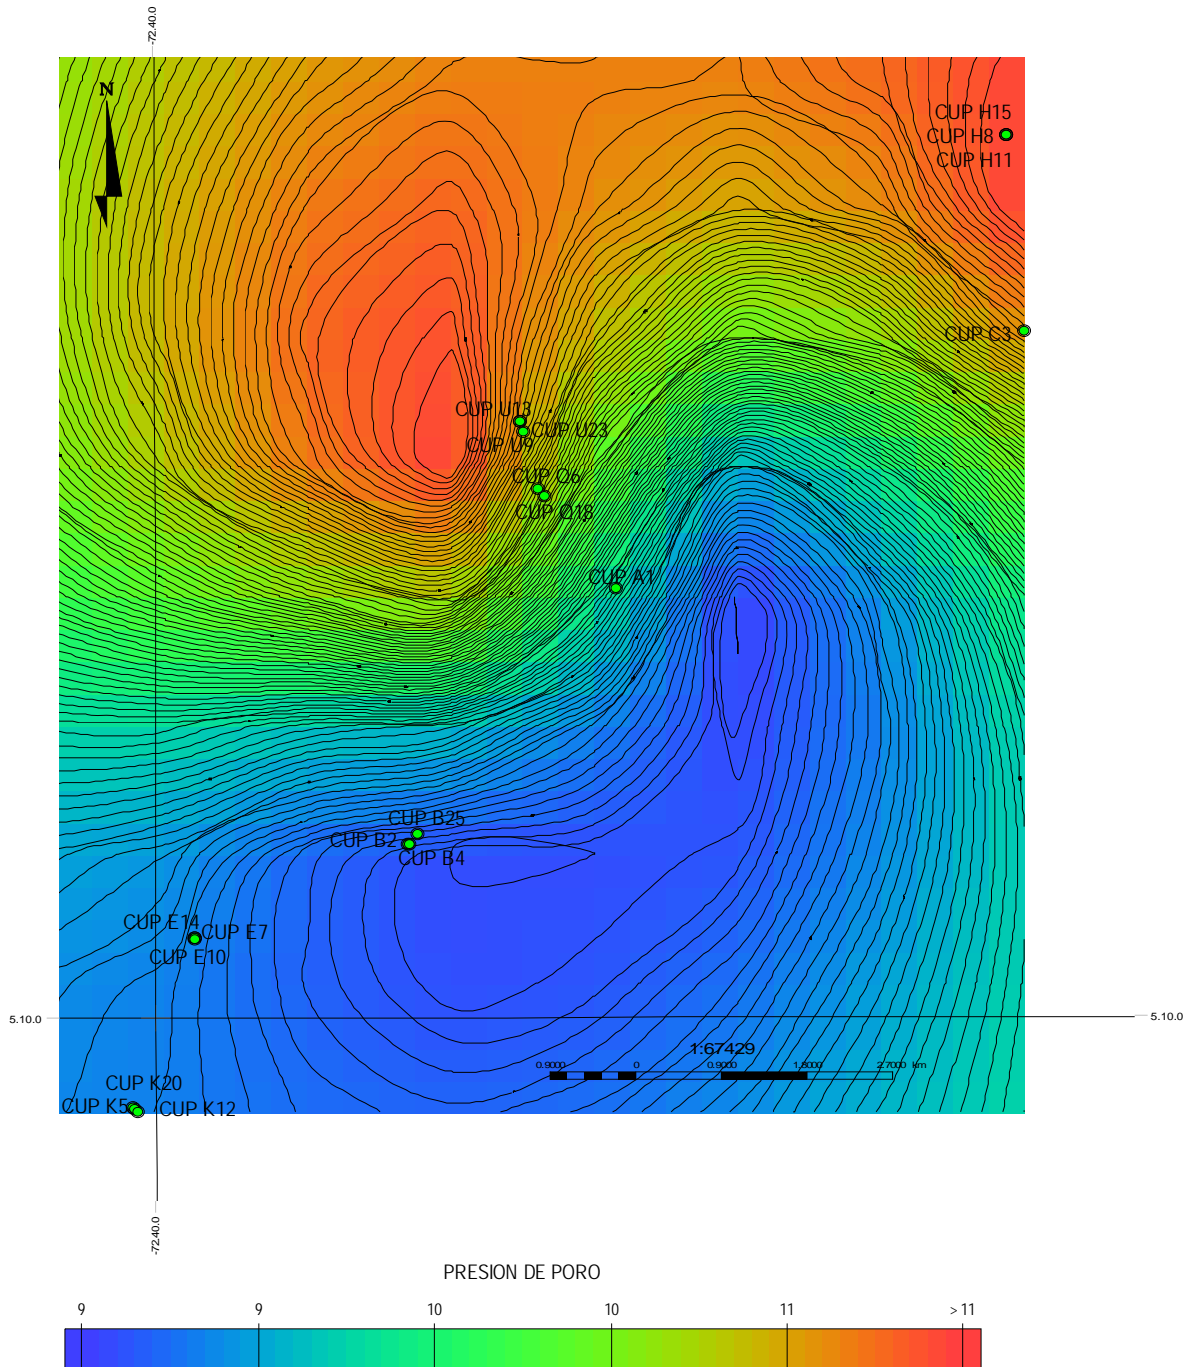 -72.40.0
N
CUP H15
CUP H8
CUP H11
CUP C3
CUP U13
CUP U23
CUP U9
CUP Q6
CUP Q18
CUP A1
CUP B25
CUP B2
CUP B4
CUP E14
CUP E7
CUP E10
5.10.0
5.10.0
1:67429
0.9000 0 0.9000 1.8000 2.7000 km
CUP K20
CUP K5
CUP K12
-72.40.0
PRESION DE PORO
9 9 10 10 11 >11